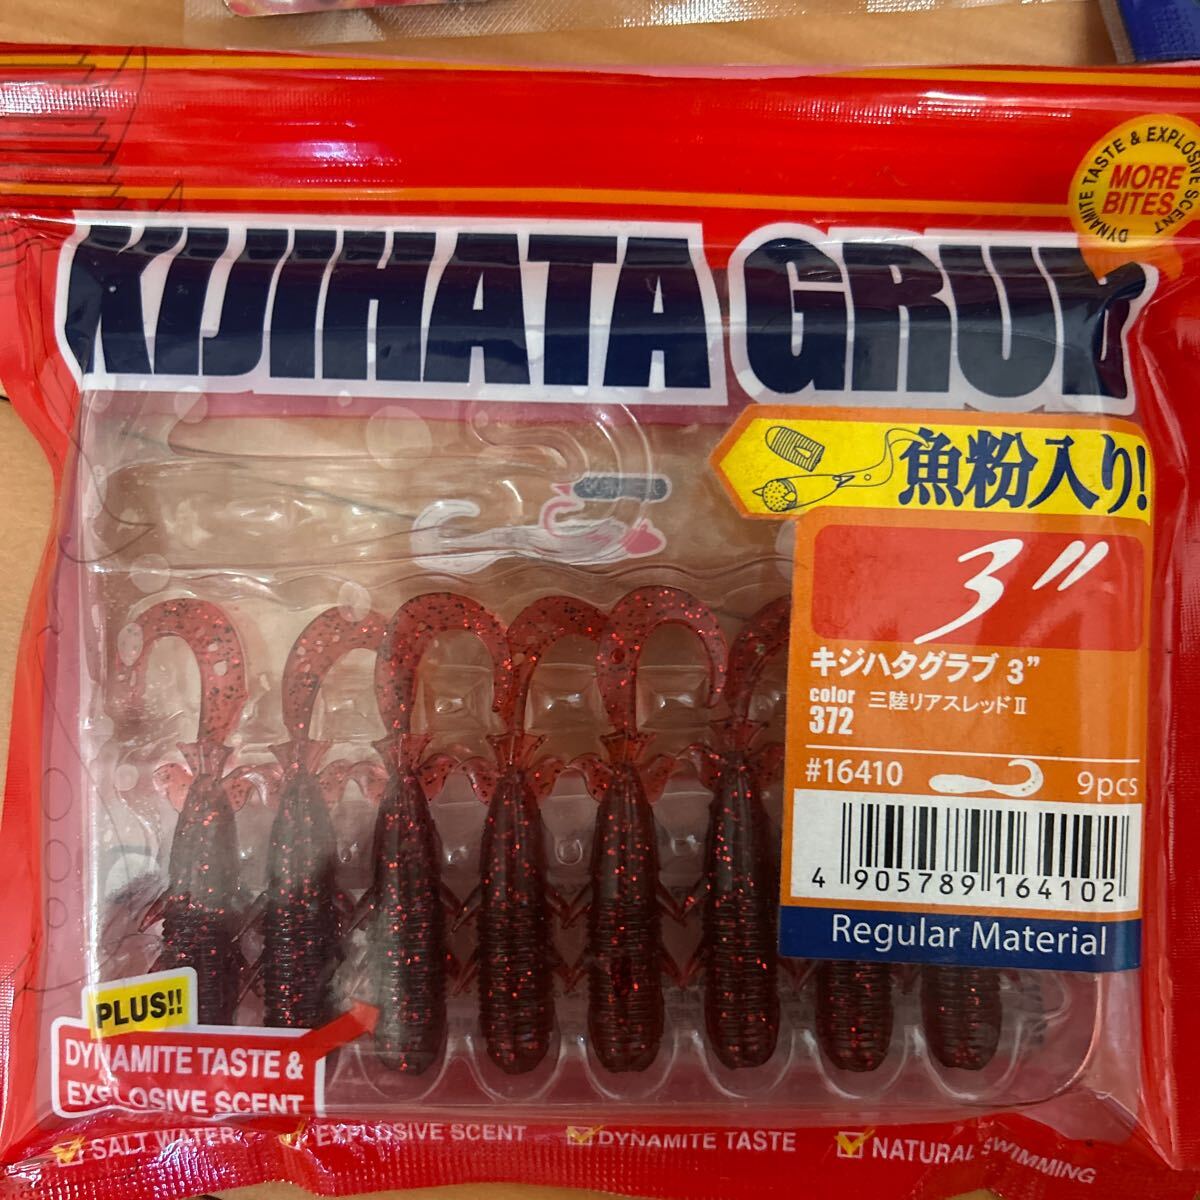 DYNAMITE TASTE & EXPLOSIVE SCENT
MORE
BITES
KIJIHATA GRUB
魚粉入り!
3"
キジハタグラブ 3"
color
372
三陸リアスレッドⅡ
#16410
9pcs
4 905789 164102
Regular Material
PLUS!!
DYNAMITE TASTE &
EXPLOSIVE SCENT
SALT WATER EXPLOSIVE SCENT DYNAMITE TASTE NATURAL SWIMMING